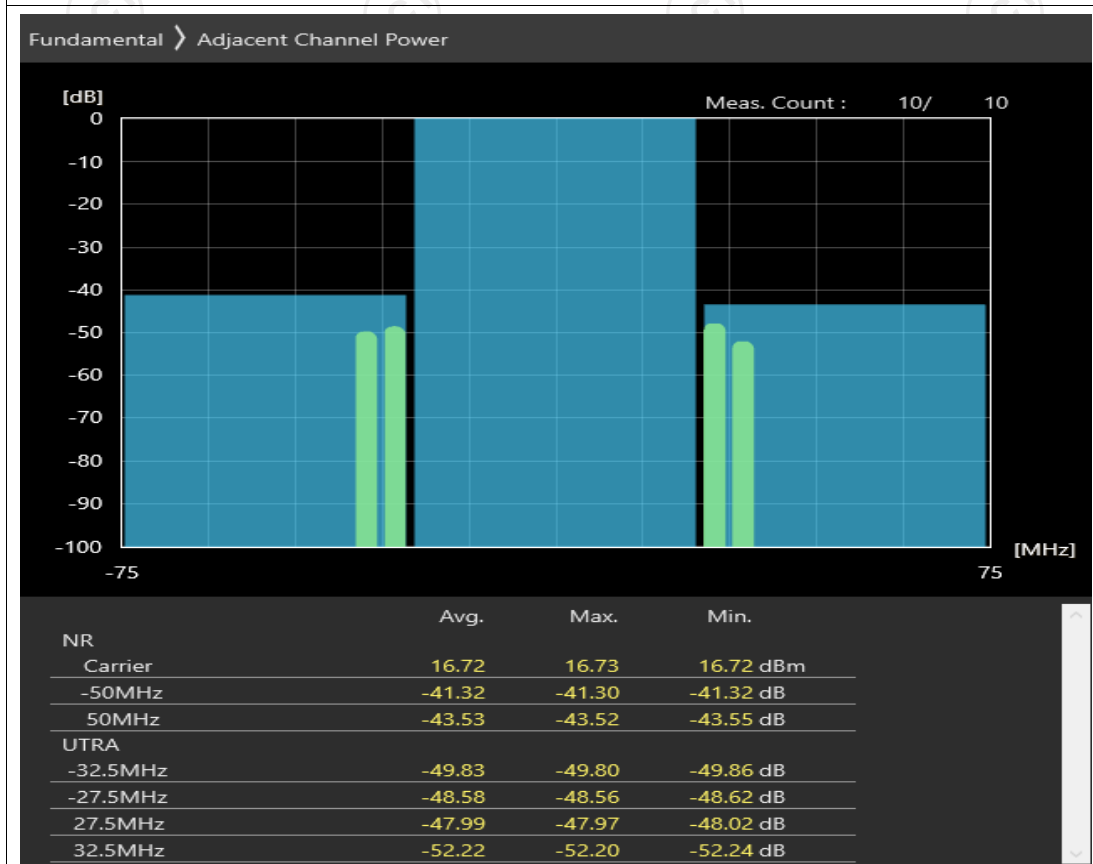 Fundamental ❭ Adjacent Channel Power
[dB]
Meas. Count : 10/ 10
0
-10
-20
-30
-40
-50
-60
-70
-80
-90
-100
[MHz]
-75 75
Avg. Max. Min.
NR
Carrier 16.72 16.73 16.72 dBm
-50MHz -41.32 -41.30 -41.32 dB
50MHz -43.53 -43.52 -43.55 dB
UTRA
-32.5MHz -49.83 -49.80 -49.86 dB
-27.5MHz -48.58 -48.56 -48.62 dB
27.5MHz -47.99 -47.97 -48.02 dB
32.5MHz -52.22 -52.20 -52.24 dB